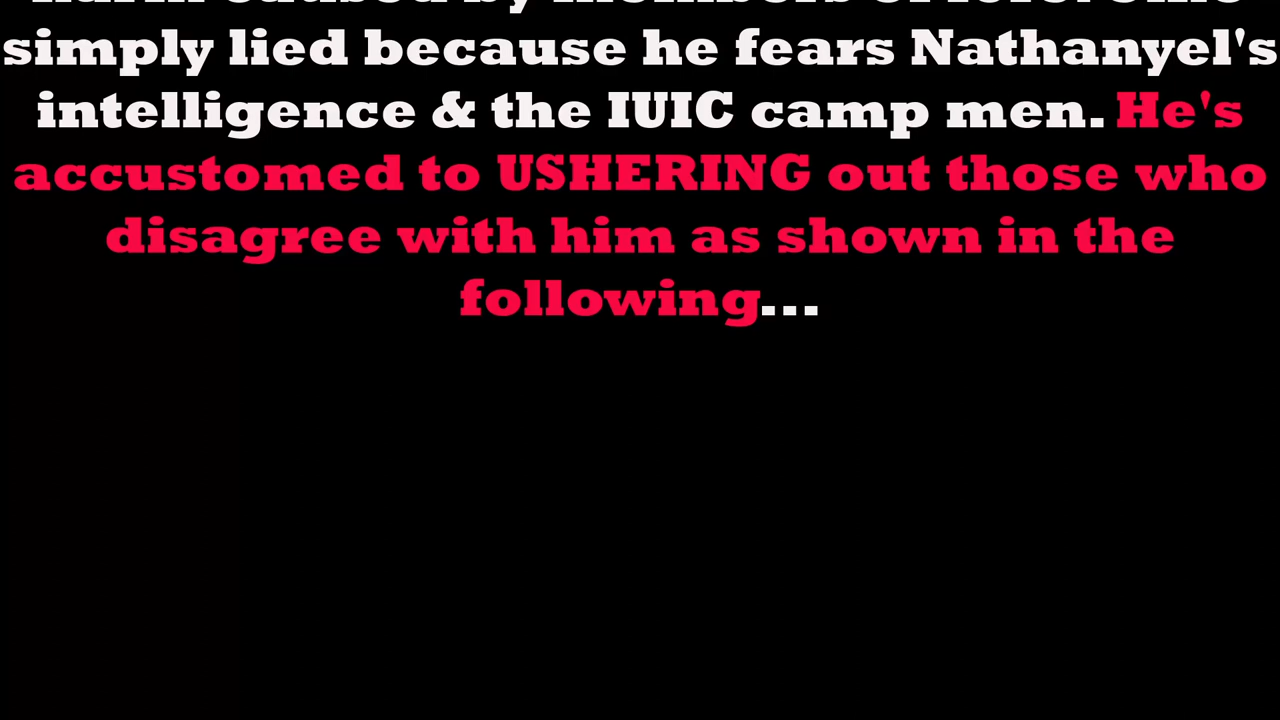 simply lied because he fears Nathanyel's
intelligence & the IUIC camp men. He's
accustomed to USHERING out those who
disagree with him as shown in the
following...